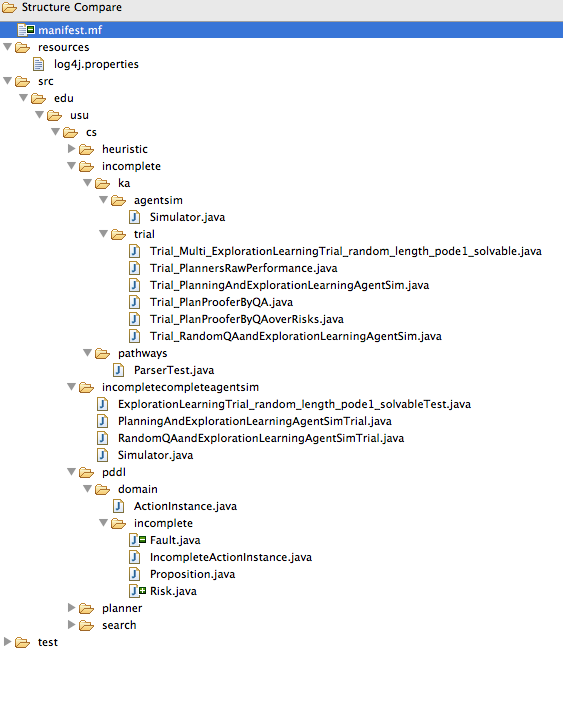 Structure Compare
manifest.mf
resources
log4j.properties
src
edu
usu
cs
heuristic
incomplete
ka
agentsim
Simulator.java
trial
Trial_Multi_ExplorationLearningTrial_random_length_pode1_solvable.java
Trial_PlannersRawPerformance.java
Trial_PlanningAndExplorationLearningAgentSim.java
Trial_PlanProoferByQA.java
Trial_PlanProoferByQAoverRisks.java
Trial_RandomQAandExplorationLearningAgentSim.java
pathways
ParserTest.java
incompletecompleteagentsim
ExplorationLearningTrial_random_length_pode1_solvableTest.java
PlanningAndExplorationLearningAgentSimTrial.java
RandomQAandExplorationLearningAgentSimTrial.java
Simulator.java
pddl
domain
ActionInstance.java
incomplete
Fault.java
IncompleteActionInstance.java
Proposition.java
Risk.java
planner
search
test